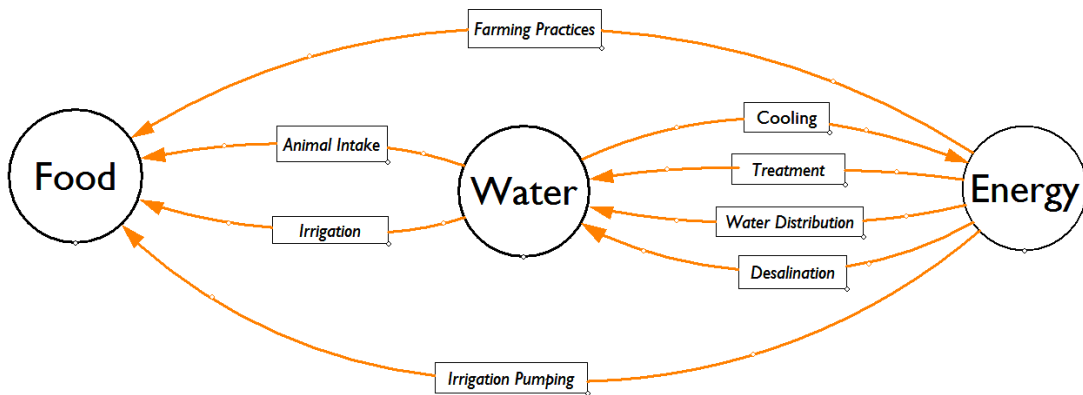 Farming Practices
Food
Animal Intake
Irrigation
Water
Cooling
Treatment
Water Distribution
Desalination
Energy
Irrigation Pumping